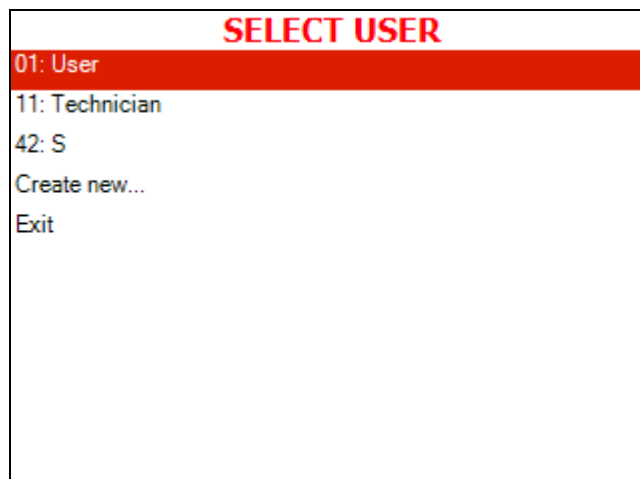 SELECT USER
01: User
11: Technician
42: S
Create new...
Exit